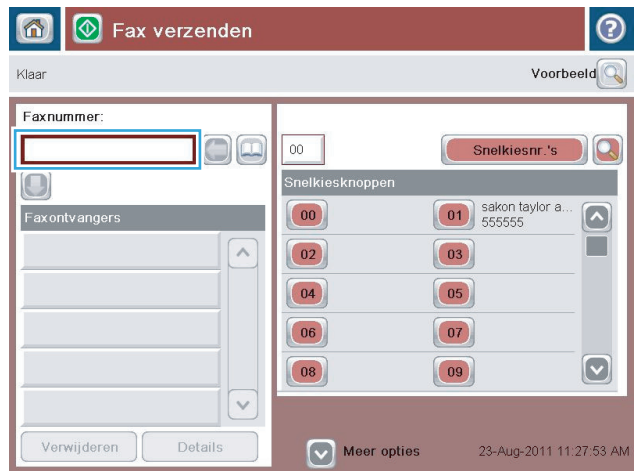 Fax verzenden
?
Klaar
Voorbeeld
Faxnummer:
00
Snelkiesnr.'s
Faxontvangers
Snelkiesknoppen
00
01 sakon taylor a...
555555
02
03
04
05
06
07
08
09
Verwijderen
Details
Meer opties
23-Aug-2011 11:27:53 AM